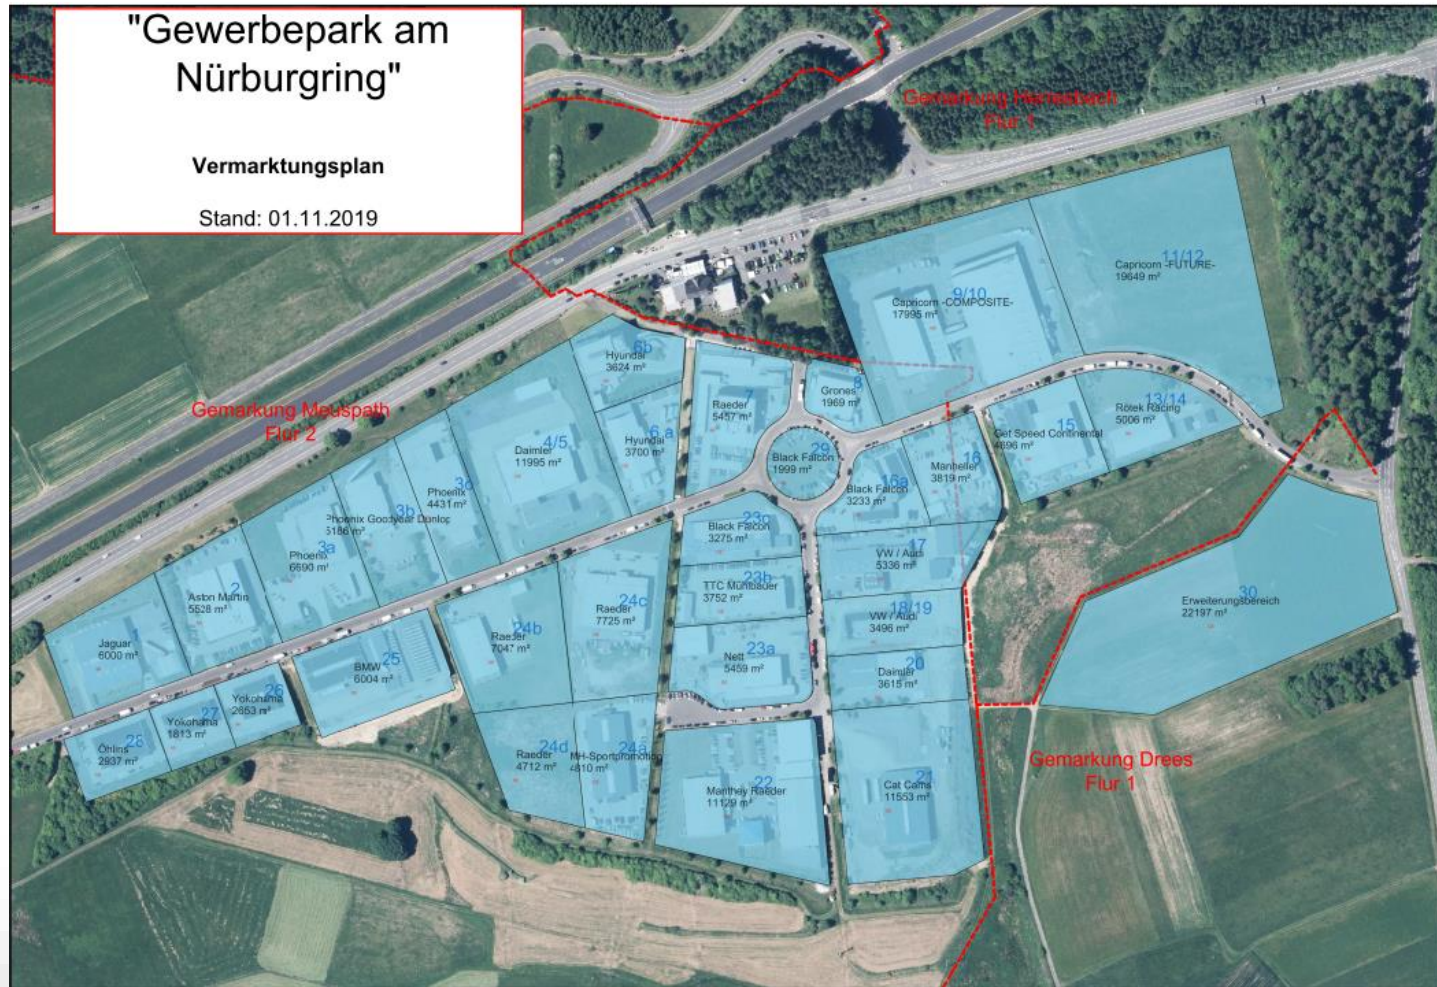 "Gewerbepark am
Nürburgring"
Vermarktungsplan
Stand: 01.11.2019
Gemarkung Herresbach
Flur 1
Gemarkung Meuspath
Flur 2
Gemarkung Drees
Flur 1
11/12
Capricorn -FUTURE-
19649 m²
9/10
Capricorn -COMPOSITE-
17995 m²
6b
Hyundai
3624 m²
6.a
Hyundai
3700 m²
7
Raeder
5457 m²
8
Grones
1969 m²
13/14
Rötek Racing
5006 m²
15
Get Speed Continental
4696 m²
16
Manheller
3819 m²
16a
Black Falcon
3233 m²
29
Black Falcon
1999 m²
4/5
Daimler
11995 m²
3c
Phoenix
4431 m²
3b
Phoenix Goodyear Dunlop
5186 m²
3a
Phoenix
6690 m²
2
Aston Martin
5528 m²
1
Jaguar
6000 m²
23c
Black Falcon
3275 m²
23b
TTC Mühlbauer
3752 m²
23a
Nett
5459 m²
17
VW / Audi
5336 m²
18/19
VW / Audi
3496 m²
20
Daimler
3615 m²
21
Cat Cams
11553 m²
22
Manthey Raeder
11129 m²
24c
Raeder
7725 m²
24b
Raeder
7047 m²
24d
Raeder
4712 m²
24a
MH-Sportpromotion
4810 m²
25
BMW
6004 m²
26
Yokohama
2653 m²
27
Yokohama
1813 m²
28
Öhlins
2937 m²
30
Erweiterungsbereich
22197 m²